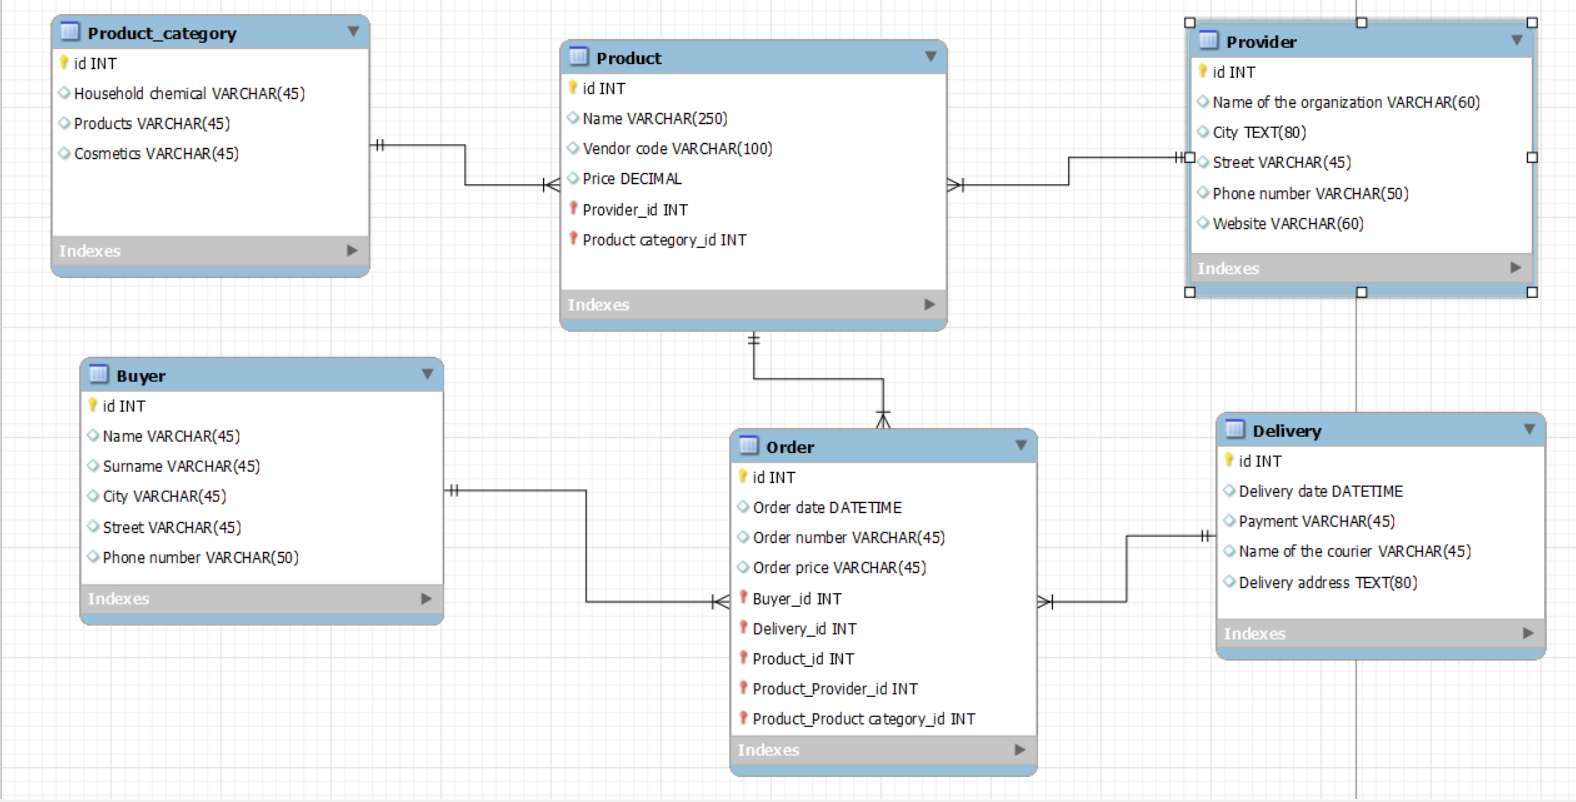 Product_category
id INT
Household chemical VARCHAR(45)
Products VARCHAR(45)
Cosmetics VARCHAR(45)
Indexes
Product
id INT
Name VARCHAR(250)
Vendor code VARCHAR(100)
Price DECIMAL
Provider_id INT
Product category_id INT
Indexes
Provider
id INT
Name of the organization VARCHAR(60)
City TEXT(80)
Street VARCHAR(45)
Phone number VARCHAR(50)
Website VARCHAR(60)
Indexes
Buyer
id INT
Name VARCHAR(45)
Surname VARCHAR(45)
City VARCHAR(45)
Street VARCHAR(45)
Phone number VARCHAR(50)
Indexes
Order
id INT
Order date DATETIME
Order number VARCHAR(45)
Order price VARCHAR(45)
Buyer_id INT
Delivery_id INT
Product_id INT
Product_Provider_id INT
Product_Product category_id INT
Indexes
Delivery
id INT
Delivery date DATETIME
Payment VARCHAR(45)
Name of the courier VARCHAR(45)
Delivery address TEXT(80)
Indexes